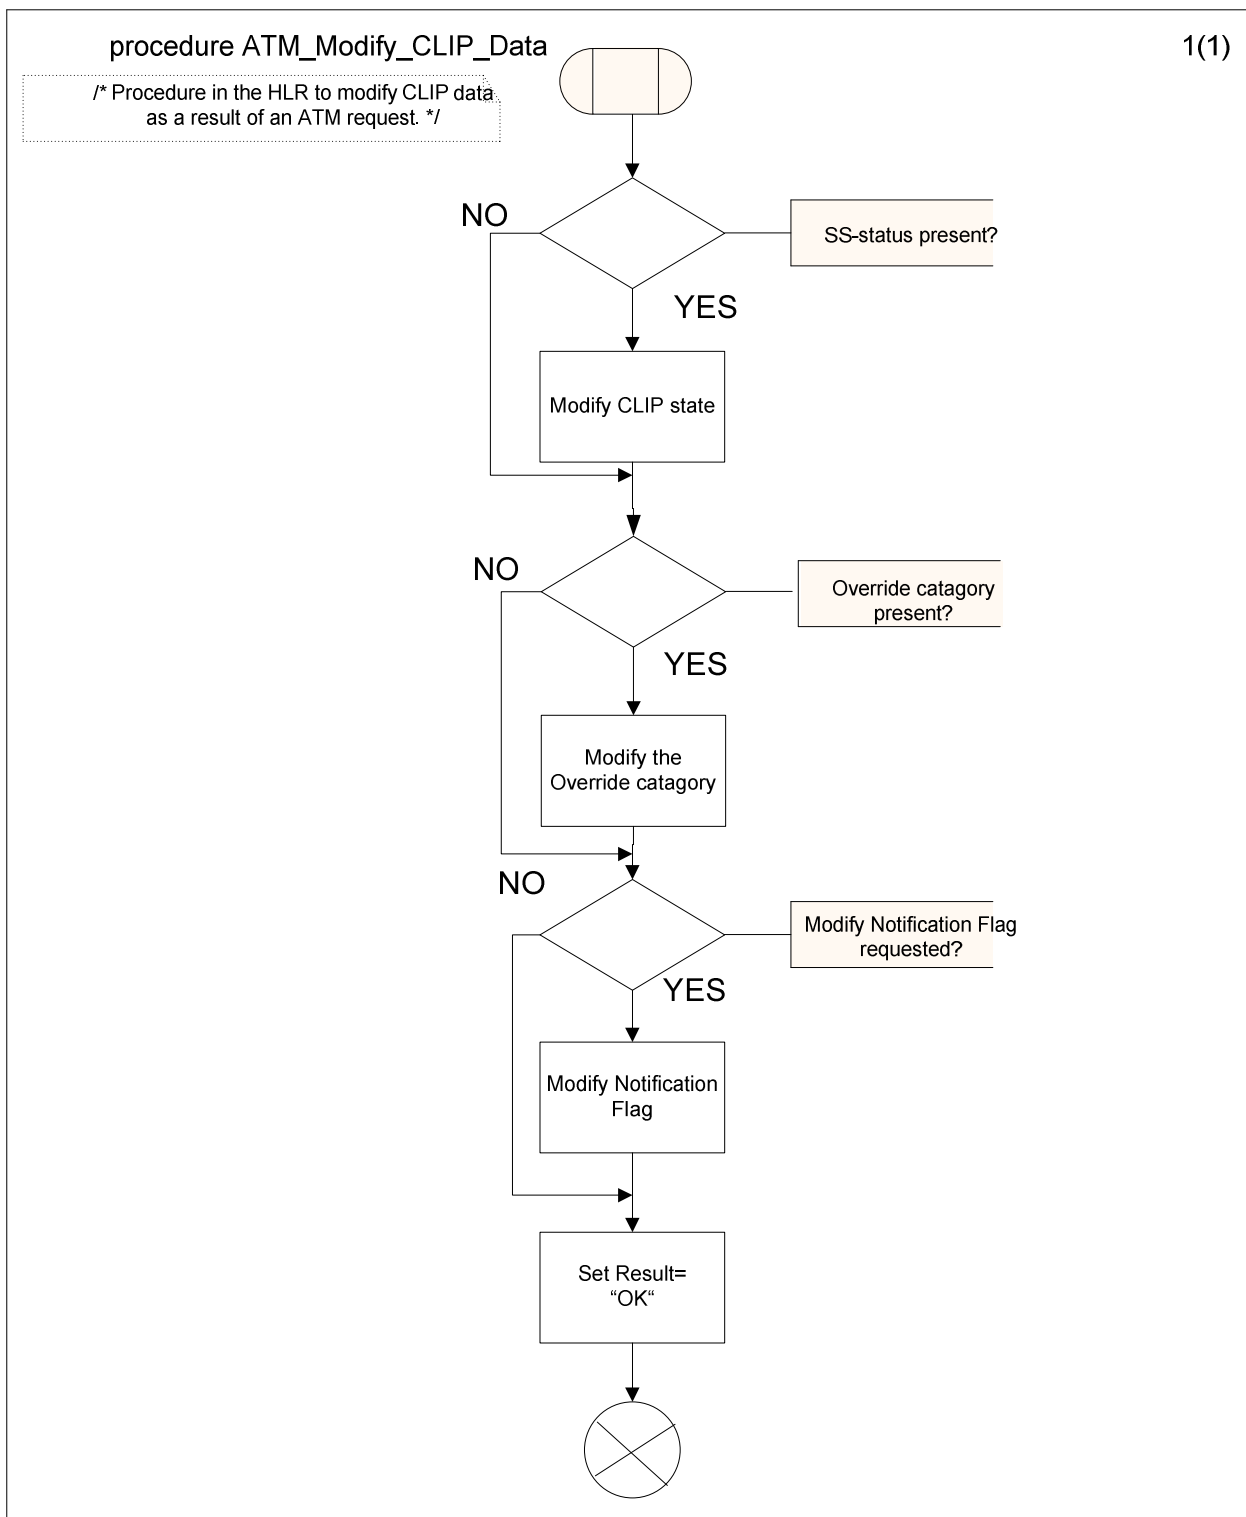 procedure ATM_Modify_CLIP_Data
1(1)
/* Procedure in the HLR to modify CLIP data
as a result of an ATM request. */
NO
SS-status present?
YES
Modify CLIP state
NO
Override catagory
present?
YES
Modify the
Override catagory
NO
Modify Notification Flag
requested?
YES
Modify Notification
Flag
Set Result=
“OK“